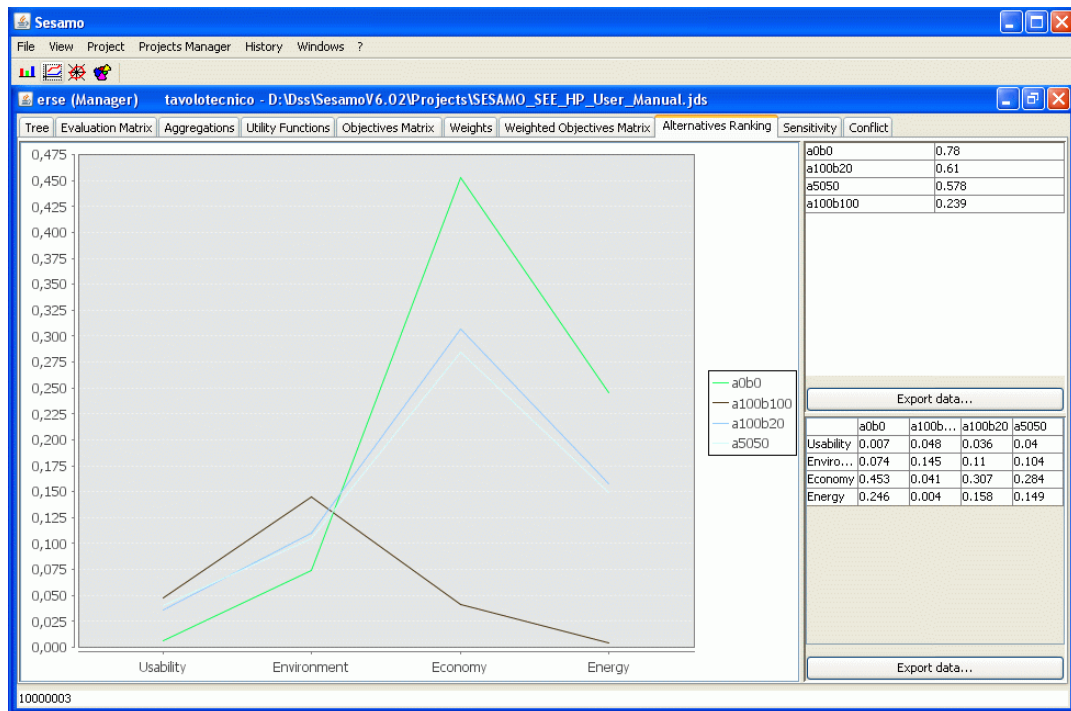 Sesamo
File View Project Projects Manager History Windows ?
erse (Manager) tavolotecnico - D:\Dss\SesamoV6.02\Projects\SESAMO_SEE_HP_User_Manual.jds
Tree Evaluation Matrix Aggregations Utility Functions Objectives Matrix Weights Weighted Objectives Matrix Alternatives Ranking Sensitivity Conflict
0,475
0,450
0,425
0,400
0,375
0,350
0,325
0,300
0,275
0,250
0,225
0,200
0,175
0,150
0,125
0,100
0,075
0,050
0,025
0,000
Usability Environment Economy Energy
a0b0
a100b100
a100b20
a5050
a0b0 0.78
a100b20 0.61
a5050 0.578
a100b100 0.239
Export data...
a0b0 a100b... a100b20 a5050
Usability 0.007 0.048 0.036 0.04
Enviro... 0.074 0.145 0.11 0.104
Economy 0.453 0.041 0.307 0.284
Energy 0.246 0.004 0.158 0.149
Export data...
10000003